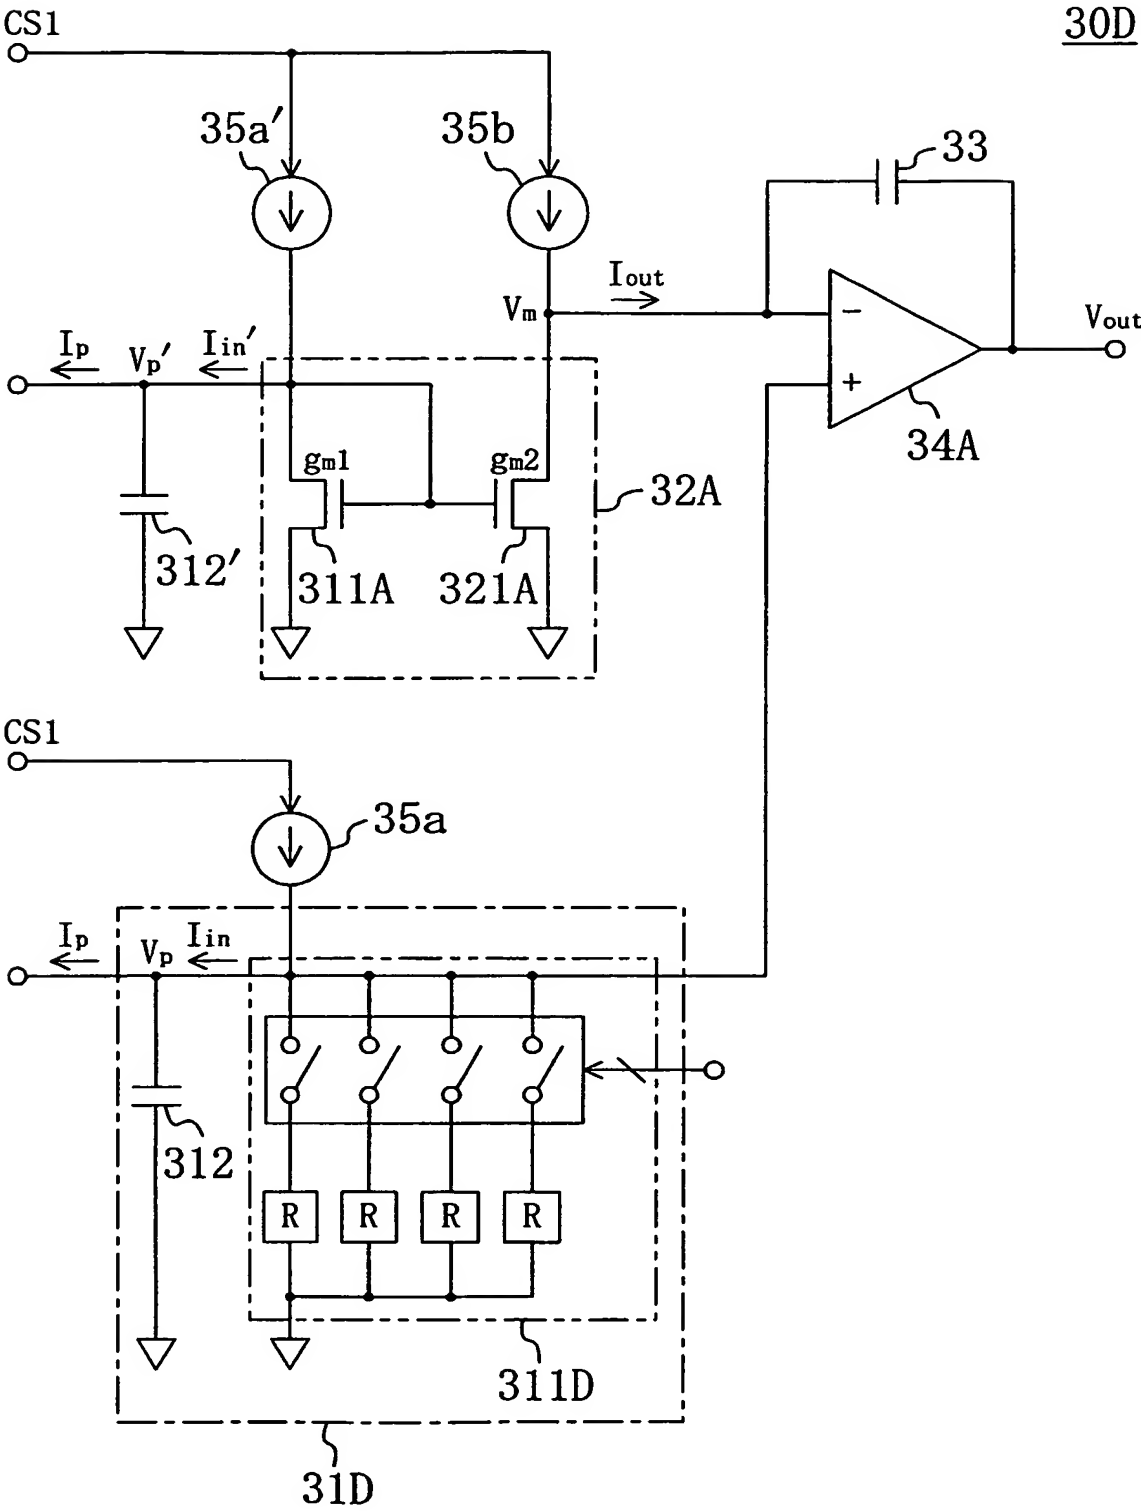 CS1
30D
35a′
35b
33
Iout
Vm
Vout
Ip
Vp′
Iin′
−
+
34A
gm1
gm2
32A
312′
311A
321A
CS1
35a
Ip
Vp
Iin
312
R R R R
311D
31D